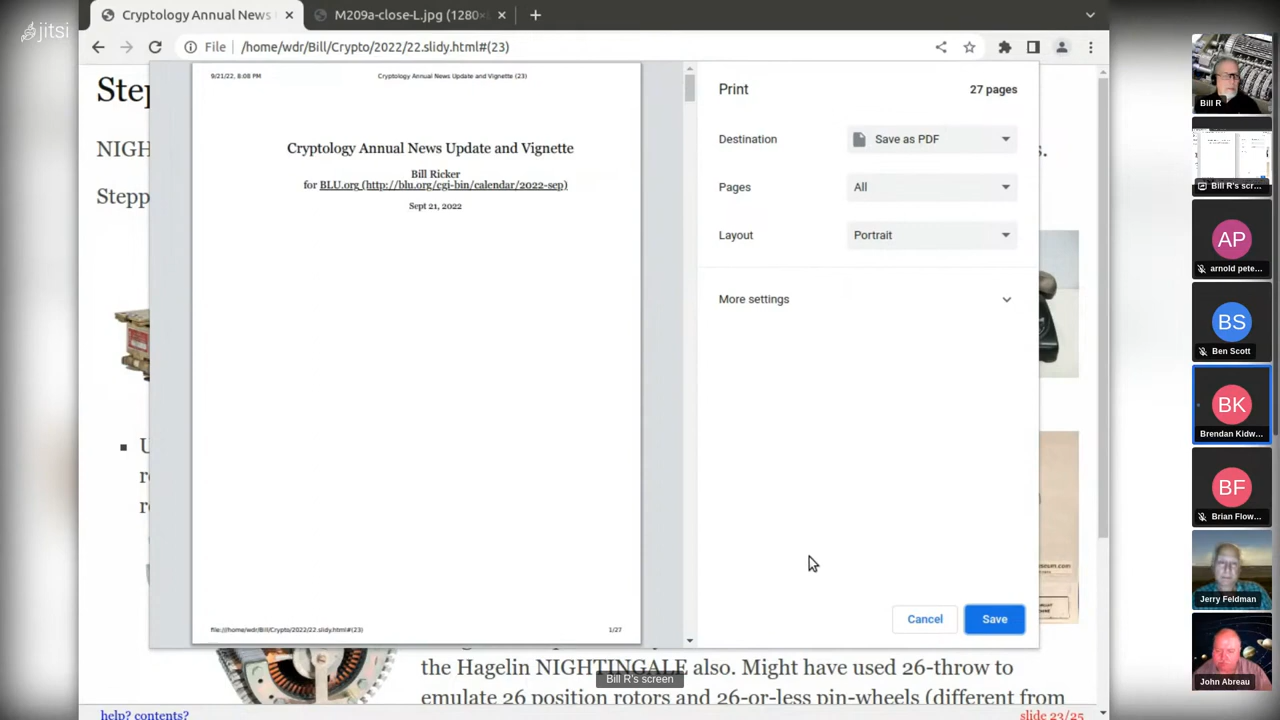 jitsi
Cryptology Annual News
M209a-close-L.jpg (1280×
File
/home/wdr/Bill/Crypto/2022/22.slidy.html#(23)
Step
NIGH
Stepp
s.
U
re
re
9/21/22, 8:08 PM
Cryptology Annual News Update and Vignette (23)
Cryptology Annual News Update and Vignette
Bill Ricker
for BLU.org (http://blu.org/cgi-bin/calendar/2022-sep)
Sept 21, 2022
file:///home/wdr/Bill/Crypto/2022/22.slidy.html#(23)
1/27
Print
27 pages
Destination
Save as PDF
Pages
All
Layout
Portrait
More settings
Cancel
Save
the Hagelin NIGHTINGALE also. Might have used 26-throw to
emulate 26 position rotors and 26-or-less pin-wheels (different from
Bill R's screen
help? contents?
slide 23/25
Bill R
Bill R's scr...
AP
arnold pete...
BS
Ben Scott
BK
Brendan Kidw...
BF
Brian Flow...
Jerry Feldman
John Abreau